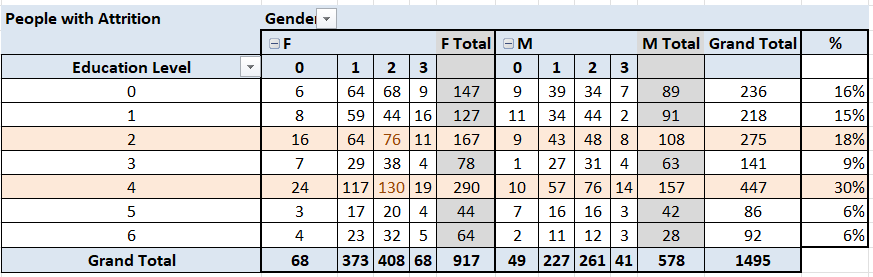 People with Attrition Gender
F F Total M M Total Grand Total %
Education Level 0 1 2 3 0 1 2 3
0 6 64 68 9 147 9 39 34 7 89 236 16%
1 8 59 44 16 127 11 34 44 2 91 218 15%
2 16 64 76 11 167 9 43 48 8 108 275 18%
3 7 29 38 4 78 1 27 31 4 63 141 9%
4 24 117 130 19 290 10 57 76 14 157 447 30%
5 3 17 20 4 44 7 16 16 3 42 86 6%
6 4 23 32 5 64 2 11 12 3 28 92 6%
Grand Total 68 373 408 68 917 49 227 261 41 578 1495